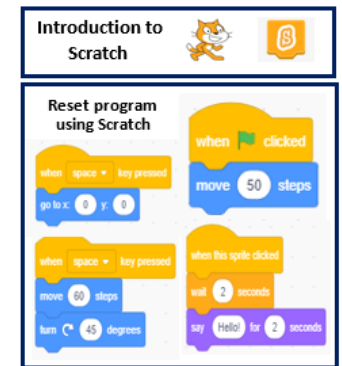 Introduction to
Scratch
Reset program
using Scratch
when space key pressed
go to x: 0 y: 0
when clicked
move 50 steps
when space key pressed
move 60 steps
turn 45 degrees
when this sprite clicked
wait 2 seconds
say Hello! for 2 seconds